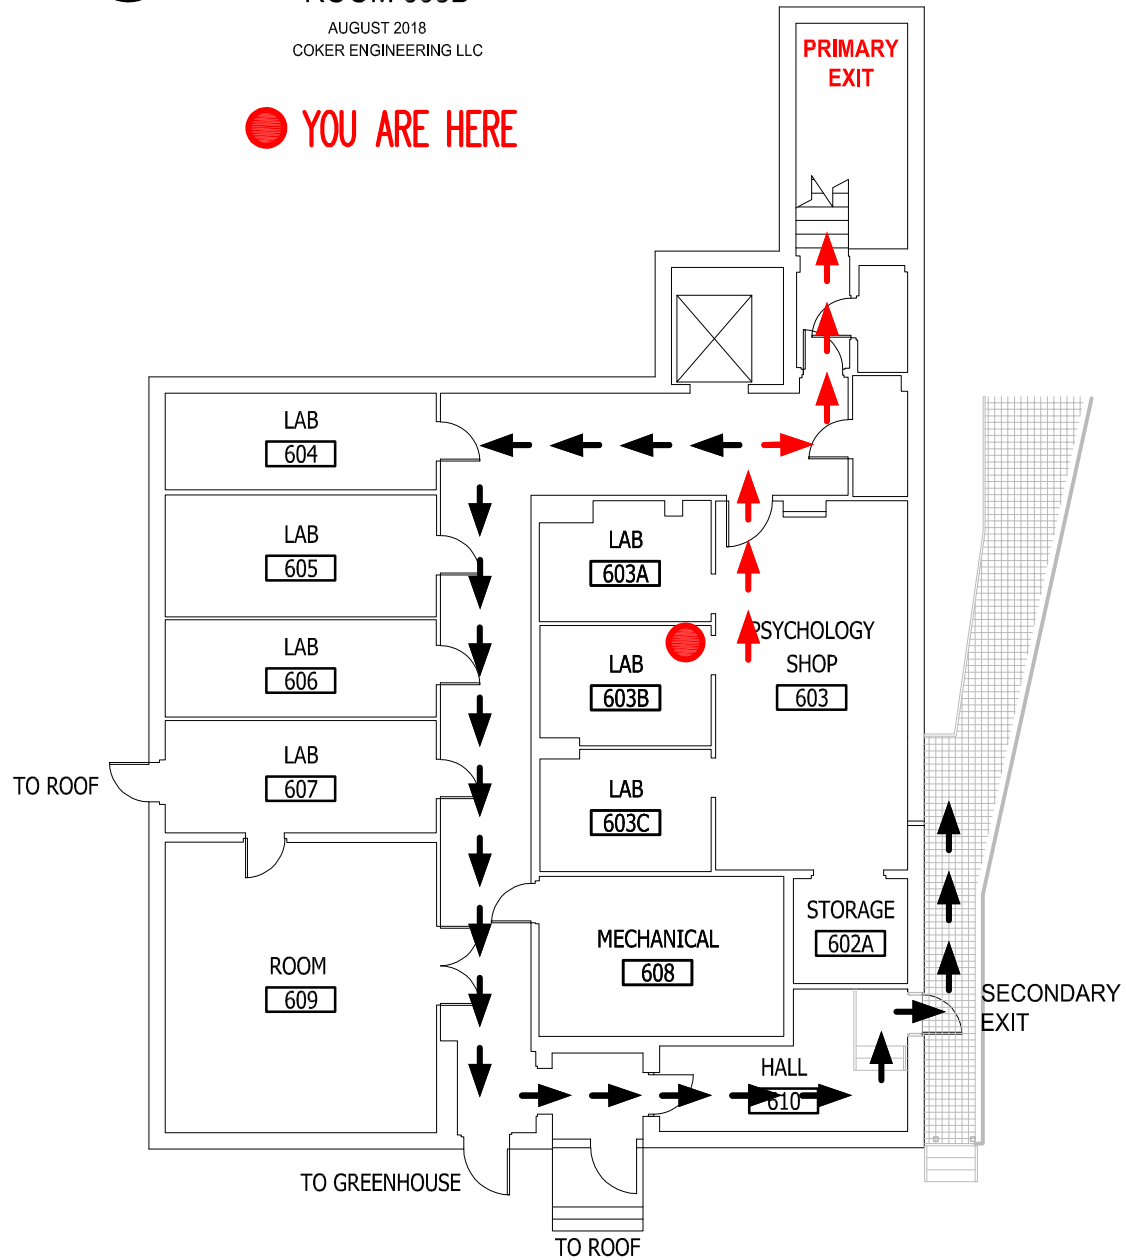 AUGUST 2018
COKER ENGINEERING LLC
YOU ARE HERE
PRIMARY
EXIT
LAB
604
LAB
605
LAB
606
LAB
607
TO ROOF
ROOM
609
LAB
603A
LAB
603B
LAB
603C
PSYCHOLOGY
SHOP
603
STORAGE
602A
MECHANICAL
608
SECONDARY
EXIT
HALL
610
TO GREENHOUSE
TO ROOF